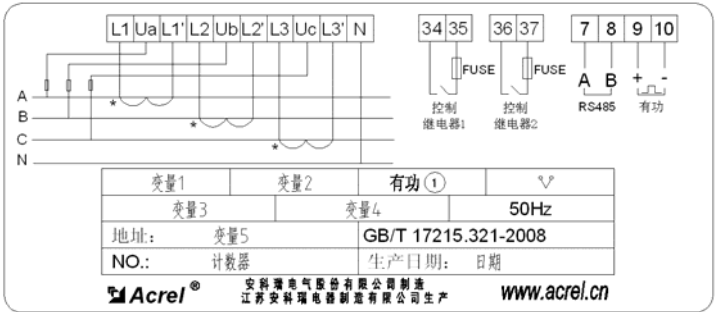 L1 Ua L1' L2 Ub L2' L3 Uc L3' N
34 35 36 37 7 8 9 10
FUSE FUSE
A B + -
控制继电器1
控制继电器2
RS485 有功
A
B
C
N
* * *
变量1 变量2 有功①
变量3 变量4 50Hz
地址: 变量5 GB/T 17215.321-2008
NO.: 计数器 生产日期: 日期
Acrel® 安科瑞电气股份有限公司制造
江苏安科瑞电器制造有限公司生产
www.acrel.cn